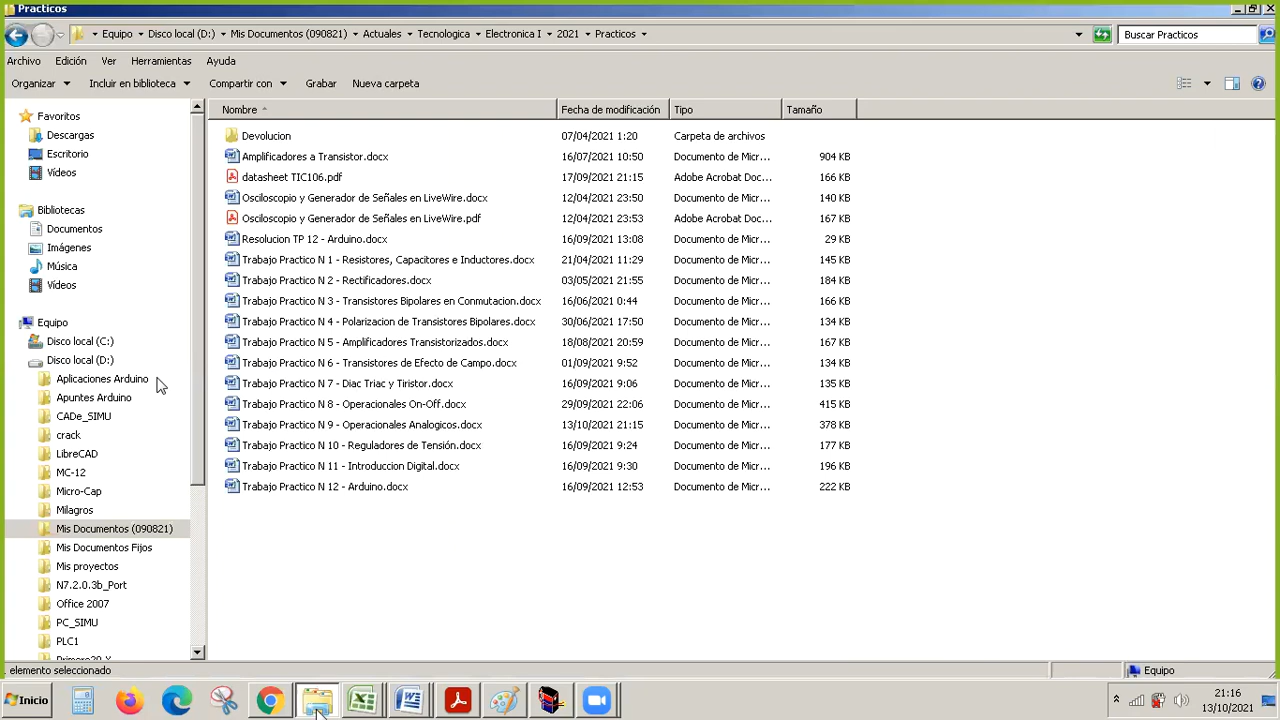 Practicos
Equipo Disco local (D:) Mis Documentos (090821) Actuales Tecnologica Electronica I 2021 Practicos Buscar Practicos
Archivo Edición Ver Herramientas Ayuda
Organizar Incluir en biblioteca Compartir con Grabar Nueva carpeta
Favoritos
Descargas
Escritorio
Vídeos
Bibliotecas
Documentos
Imágenes
Música
Vídeos
Equipo
Disco local (C:)
Disco local (D:)
Aplicaciones Arduino
Apuntes Arduino
CADe_SIMU
crack
LibreCAD
MC-12
Micro-Cap
Milagros
Mis Documentos (090821)
Mis Documentos Fijos
Mis proyectos
N7.2.0.3b_Port
Office 2007
PC_SIMU
PLC1
Nombre Fecha de modificación Tipo Tamaño
Devolucion 07/04/2021 1:20 Carpeta de archivos
Amplificadores a Transistor.docx 16/07/2021 10:50 Documento de Micr... 904 KB
datasheet TIC106.pdf 17/09/2021 21:15 Adobe Acrobat Doc... 166 KB
Osciloscopio y Generador de Señales en LiveWire.docx 12/04/2021 23:50 Documento de Micr... 140 KB
Osciloscopio y Generador de Señales en LiveWire.pdf 12/04/2021 23:53 Adobe Acrobat Doc... 167 KB
Resolucion TP 12 - Arduino.docx 16/09/2021 13:08 Documento de Micr... 29 KB
Trabajo Practico N 1 - Resistores, Capacitores e Inductores.docx 21/04/2021 11:29 Documento de Micr... 145 KB
Trabajo Practico N 2 - Rectificadores.docx 03/05/2021 21:55 Documento de Micr... 184 KB
Trabajo Practico N 3 - Transistores Bipolares en Conmutacion.docx 16/06/2021 0:44 Documento de Micr... 166 KB
Trabajo Practico N 4 - Polarizacion de Transistores Bipolares.docx 30/06/2021 17:50 Documento de Micr... 134 KB
Trabajo Practico N 5 - Amplificadores Transistorizados.docx 18/08/2021 20:59 Documento de Micr... 167 KB
Trabajo Practico N 6 - Transistores de Efecto de Campo.docx 01/09/2021 9:52 Documento de Micr... 134 KB
Trabajo Practico N 7 - Diac Triac y Tiristor.docx 16/09/2021 9:06 Documento de Micr... 135 KB
Trabajo Practico N 8 - Operacionales On-Off.docx 29/09/2021 22:06 Documento de Micr... 415 KB
Trabajo Practico N 9 - Operacionales Analogicos.docx 13/10/2021 21:15 Documento de Micr... 378 KB
Trabajo Practico N 10 - Reguladores de Tensión.docx 16/09/2021 9:24 Documento de Micr... 177 KB
Trabajo Practico N 11 - Introduccion Digital.docx 16/09/2021 9:30 Documento de Micr... 196 KB
Trabajo Practico N 12 - Arduino.docx 16/09/2021 12:53 Documento de Micr... 222 KB
elemento seleccionado Equipo
Inicio 21:16
13/10/2021